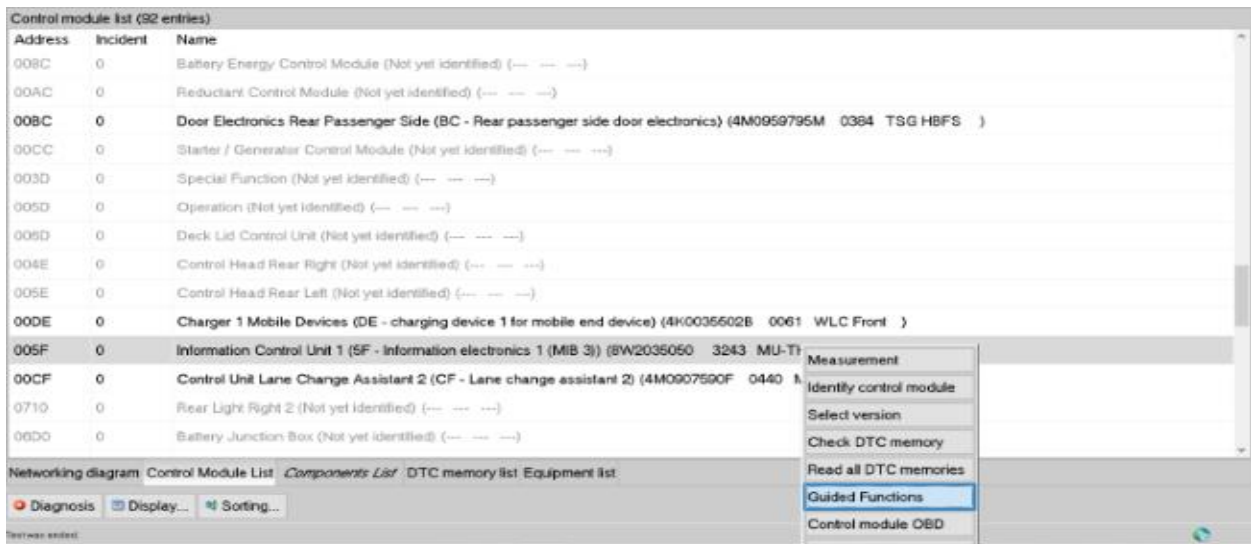 Control module list (92 entries)
Address Incident Name
008C 0 Battery Energy Control Module (Not yet identified) (--- --- ---)
00AC 0 Reductant Control Module (Not yet identified) (--- --- ---)
00BC 0 Door Electronics Rear Passenger Side (BC - Rear passenger side door electronics) (4M0959795M 0384 TSG HBFS )
00CC 0 Starter / Generator Control Module (Not yet identified) (--- --- ---)
003D 0 Special Function (Not yet identified) (--- --- ---)
005D 0 Operation (Not yet identified) (--- --- ---)
006D 0 Deck Lid Control Unit (Not yet identified) (--- --- ---)
004E 0 Control Head Rear Right (Not yet identified) (--- --- ---)
005E 0 Control Head Rear Left (Not yet identified) (--- --- ---)
00DE 0 Charger 1 Mobile Devices (DE - charging device 1 for mobile end device) (4K0035502B 0061 WLC Front )
005F 0 Information Control Unit 1 (5F - Information electronics 1 (MIB 3)) (8W2035050 3243
00CF 0 Control Unit Lane Change Assistant 2 (CF - Lane change assistant 2) (4M0907590F 0440
0710 0 Rear Light Right 2 (Not yet identified) (--- --- ---)
06D0 0 Battery Junction Box (Not yet identified) (--- --- ---)
Measurement
Identify control module
Select version
Check DTC memory
Read all DTC memories
Guided Functions
Control module OBD
Networking diagram Control Module List Components List DTC memory list Equipment list
Diagnosis Display... Sorting...
Test was ended.